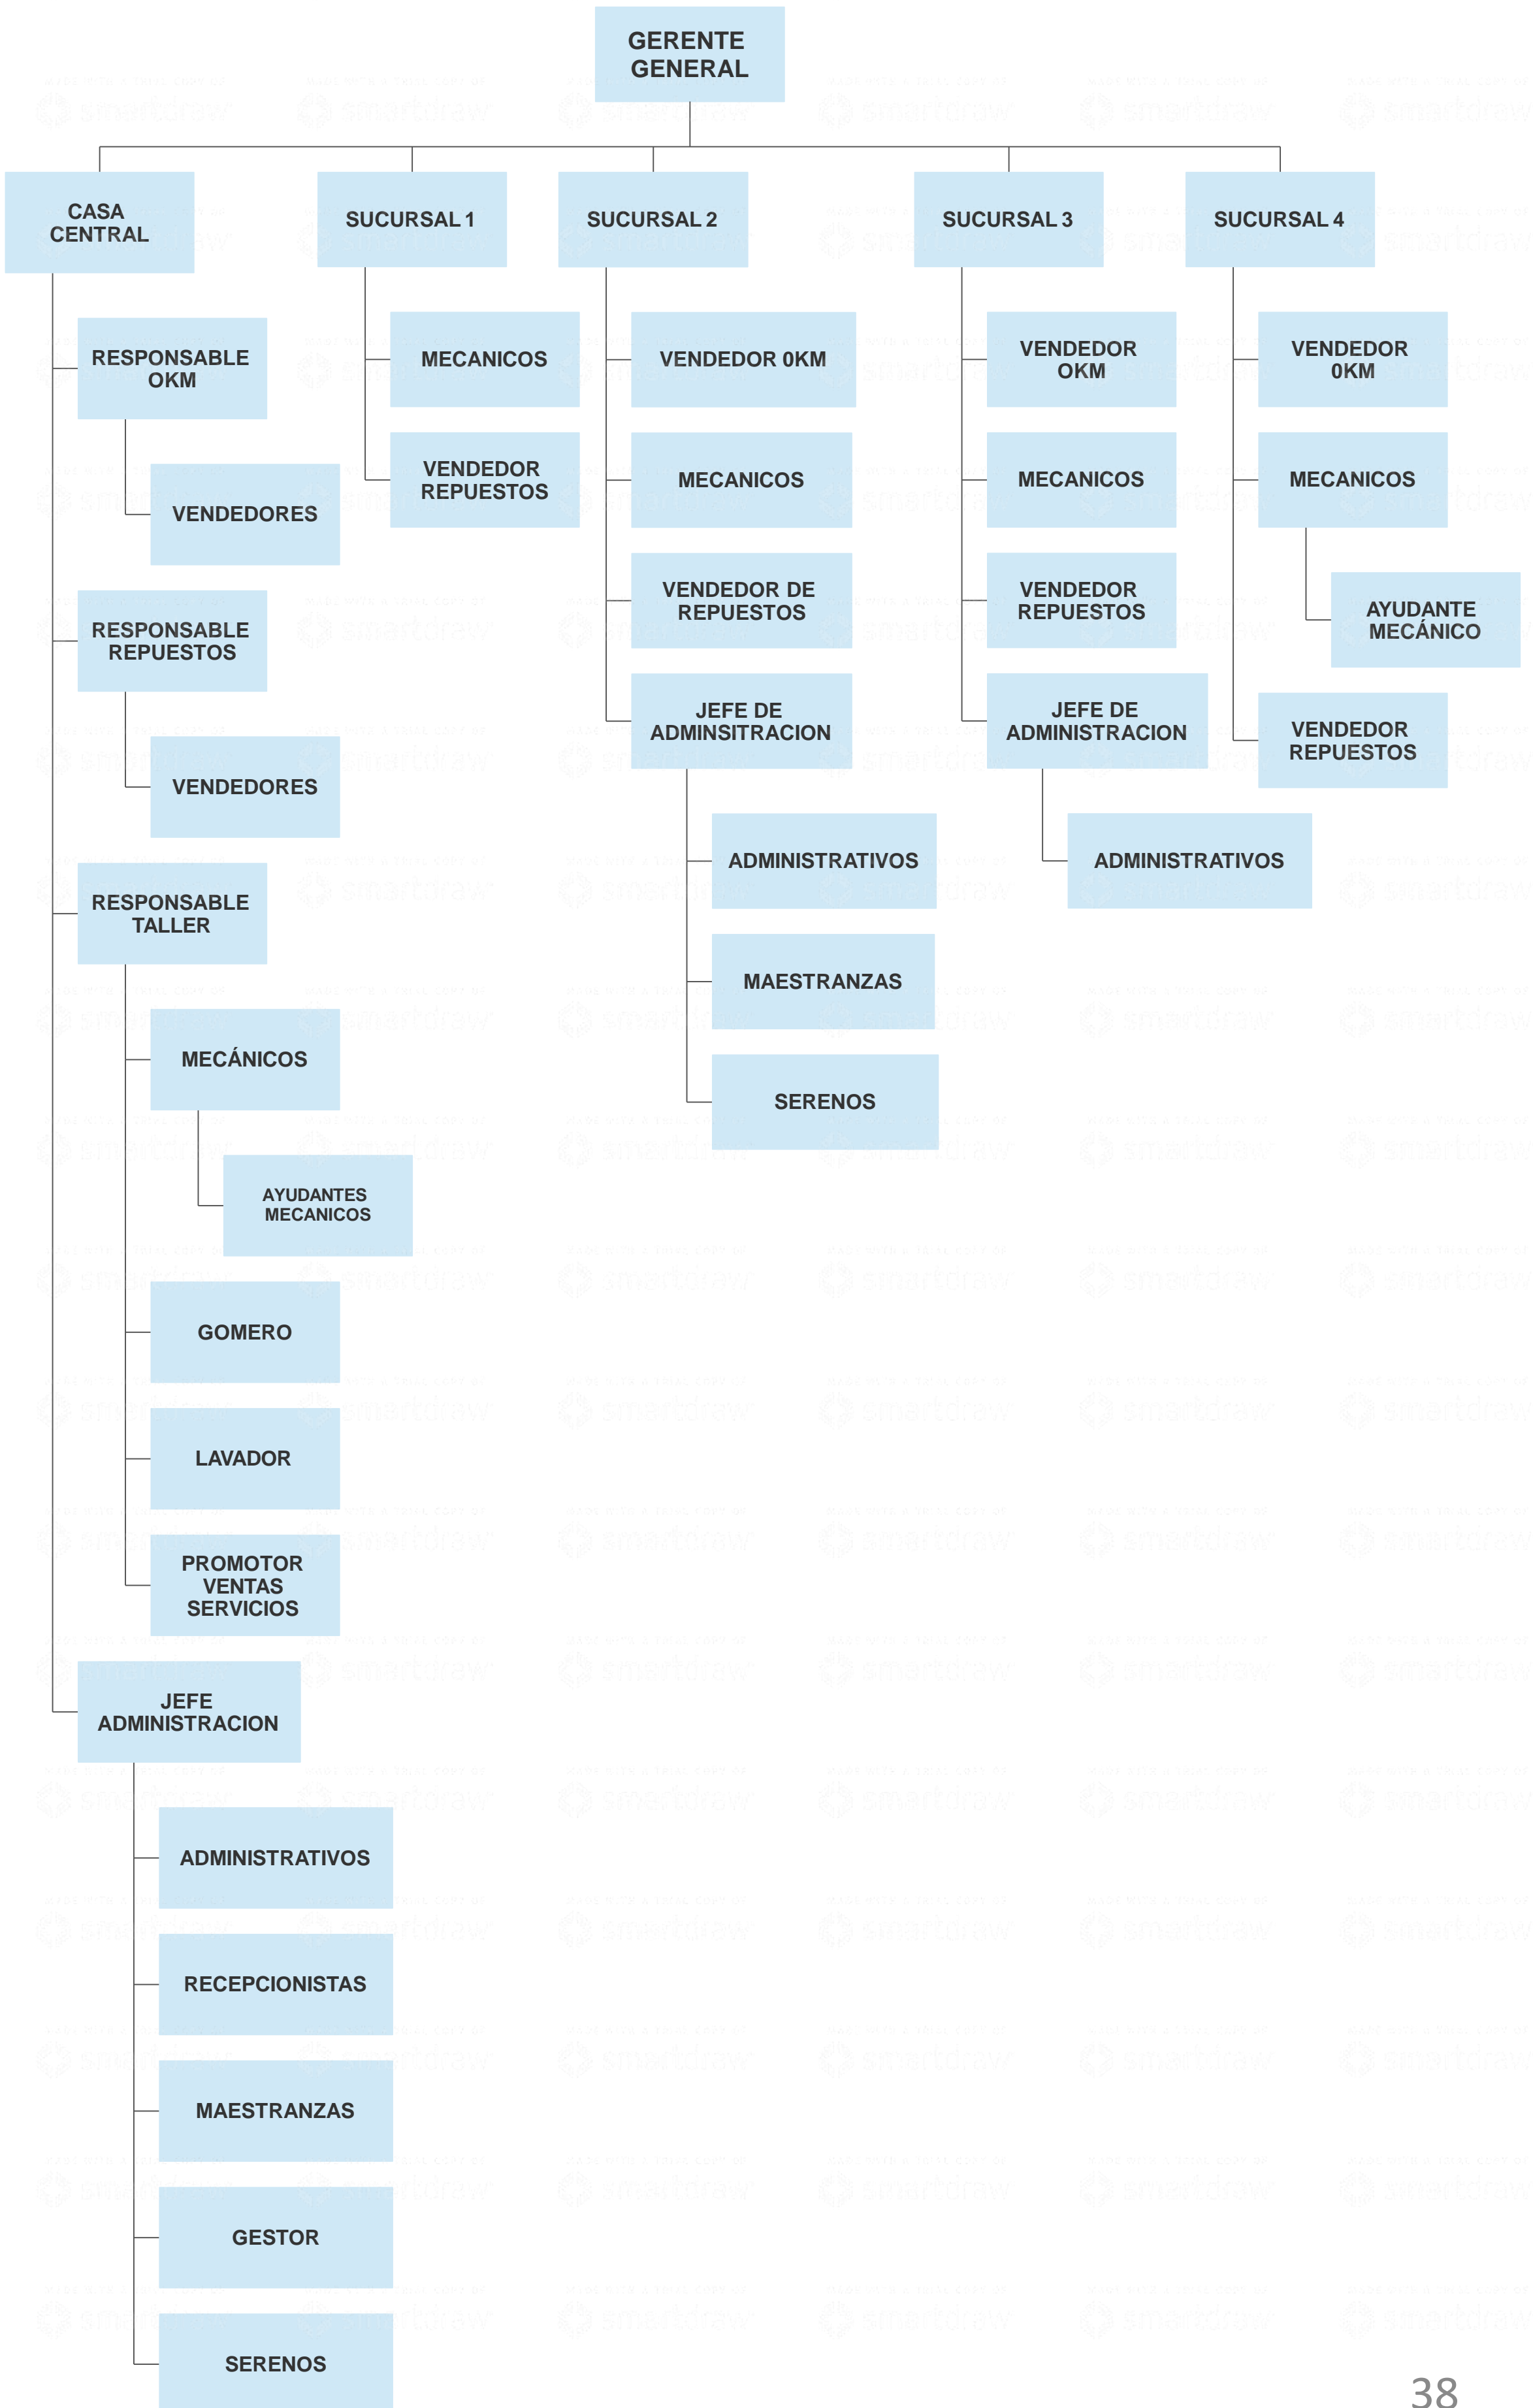 GERENTE
GENERAL
CASA
CENTRAL
SUCURSAL 1
SUCURSAL 2
SUCURSAL 3
SUCURSAL 4
RESPONSABLE
OKM
VENDEDORES
RESPONSABLE
REPUESTOS
VENDEDORES
RESPONSABLE
TALLER
MECÁNICOS
AYUDANTES
MECANICOS
GOMERO
LAVADOR
PROMOTOR
VENTAS
SERVICIOS
JEFE
ADMINISTRACION
ADMINISTRATIVOS
RECEPCIONISTAS
MAESTRANZAS
GESTOR
SERENOS
MECANICOS
VENDEDOR
REPUESTOS
VENDEDOR 0KM
MECANICOS
VENDEDOR DE
REPUESTOS
JEFE DE
ADMINSITRACION
ADMINISTRATIVOS
MAESTRANZAS
SERENOS
VENDEDOR
OKM
MECANICOS
VENDEDOR
REPUESTOS
JEFE DE
ADMINISTRACION
ADMINISTRATIVOS
VENDEDOR
0KM
MECANICOS
AYUDANTE
MECÁNICO
VENDEDOR
REPUESTOS
38